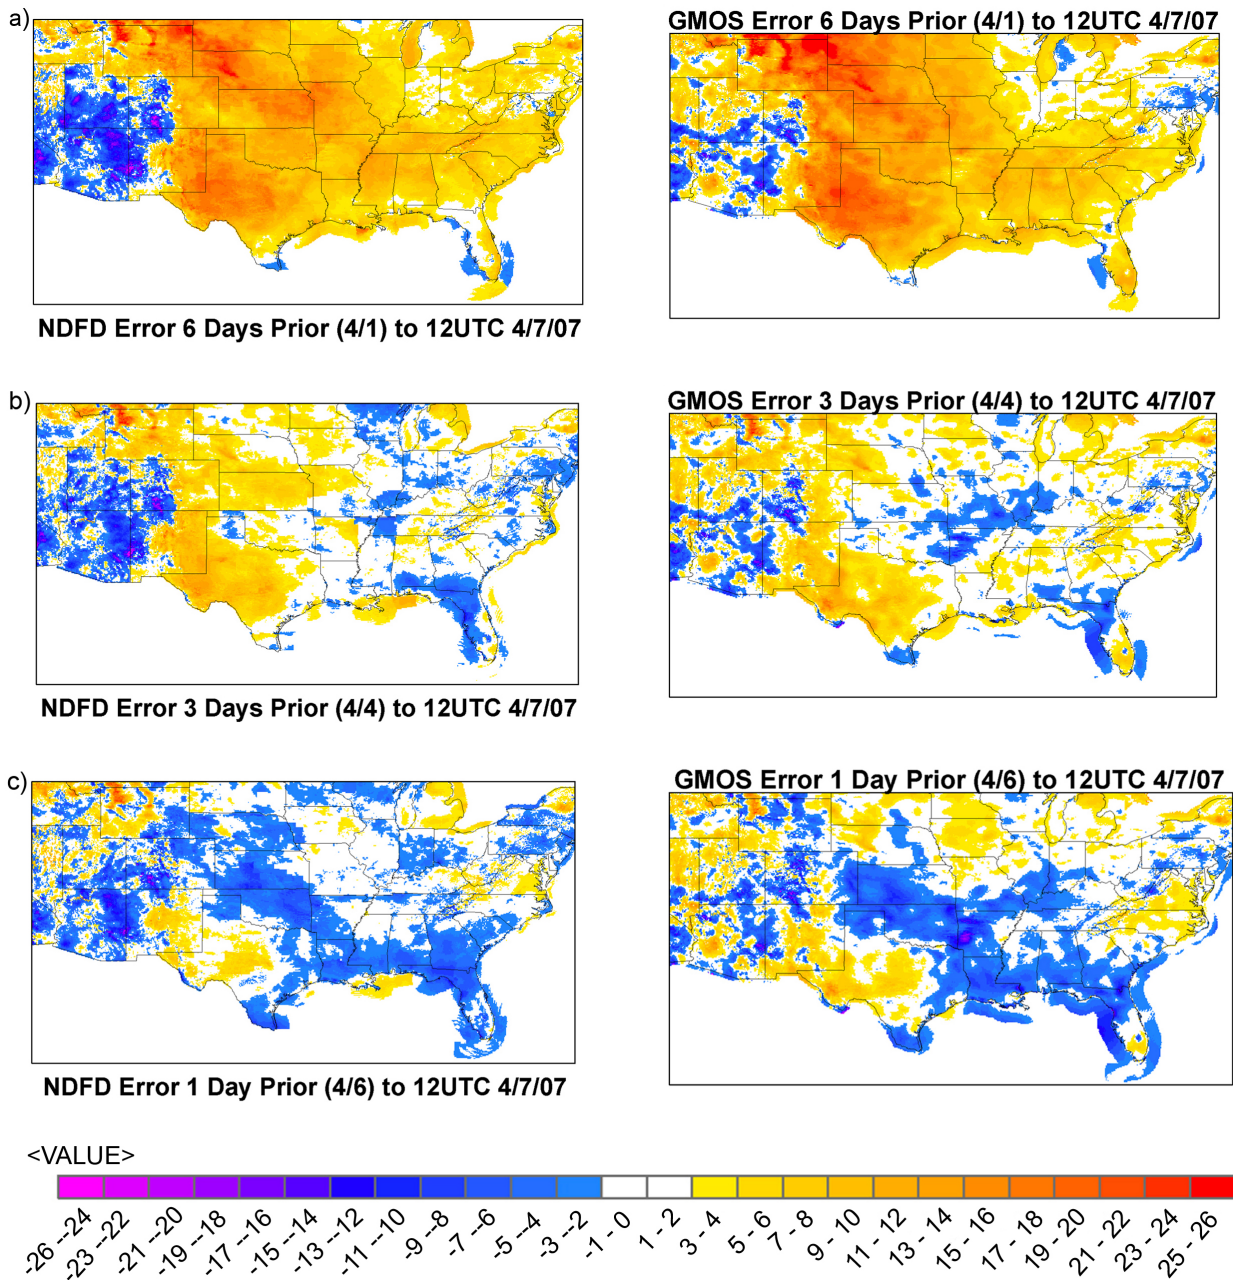 a)
GMOS Error 6 Days Prior (4/1) to 12UTC 4/7/07
NDFD Error 6 Days Prior (4/1) to 12UTC 4/7/07
b)
GMOS Error 3 Days Prior (4/4) to 12UTC 4/7/07
NDFD Error 3 Days Prior (4/4) to 12UTC 4/7/07
c)
GMOS Error 1 Day Prior (4/6) to 12UTC 4/7/07
NDFD Error 1 Day Prior (4/6) to 12UTC 4/7/07
<VALUE>
-26 --24
-23 --22
-21 --20
-19 --18
-17 --16
-15 --14
-13 --12
-11 --10
-9 --8
-7 --6
-5 --4
-3 --2
-1 - 0
1 - 2
3 - 4
5 - 6
7 - 8
9 - 10
11 - 12
13 - 14
15 - 16
17 - 18
19 - 20
21 - 22
23 - 24
25 - 26